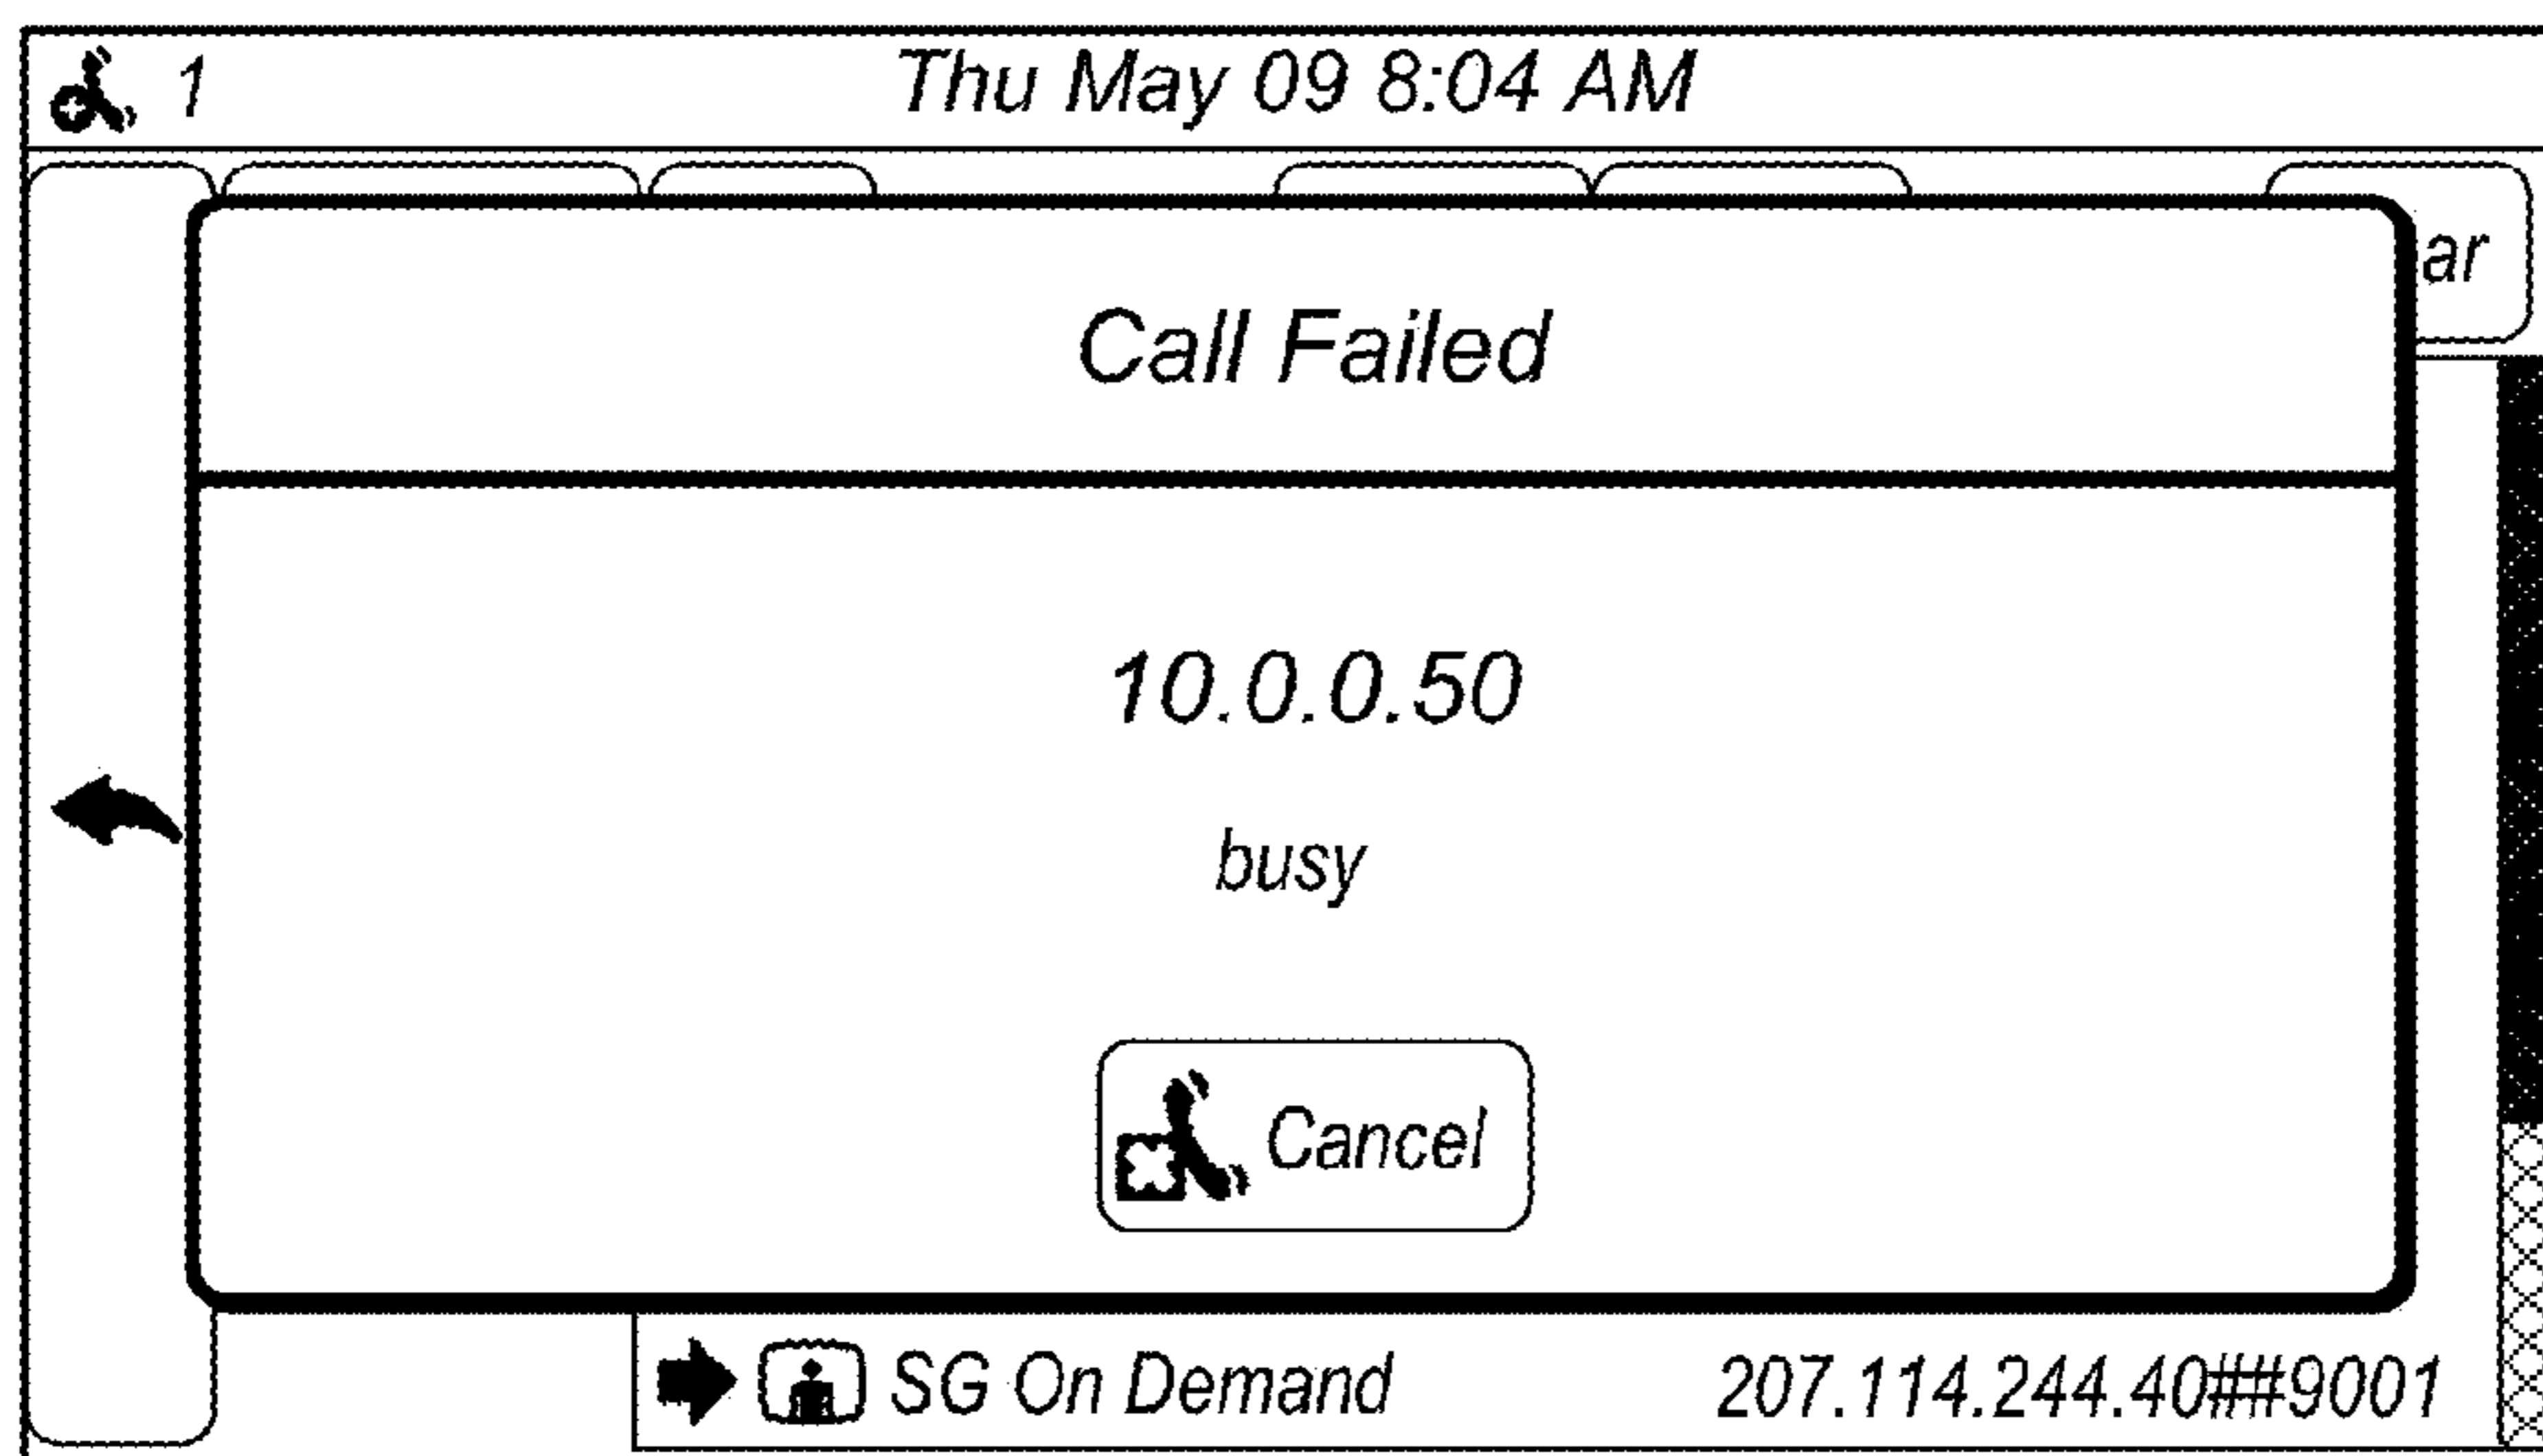 1
Thu May 09 8:04 AM
ar
Call Failed
10.0.0.50
busy
Cancel
SG On Demand 207.114.244.40##9001